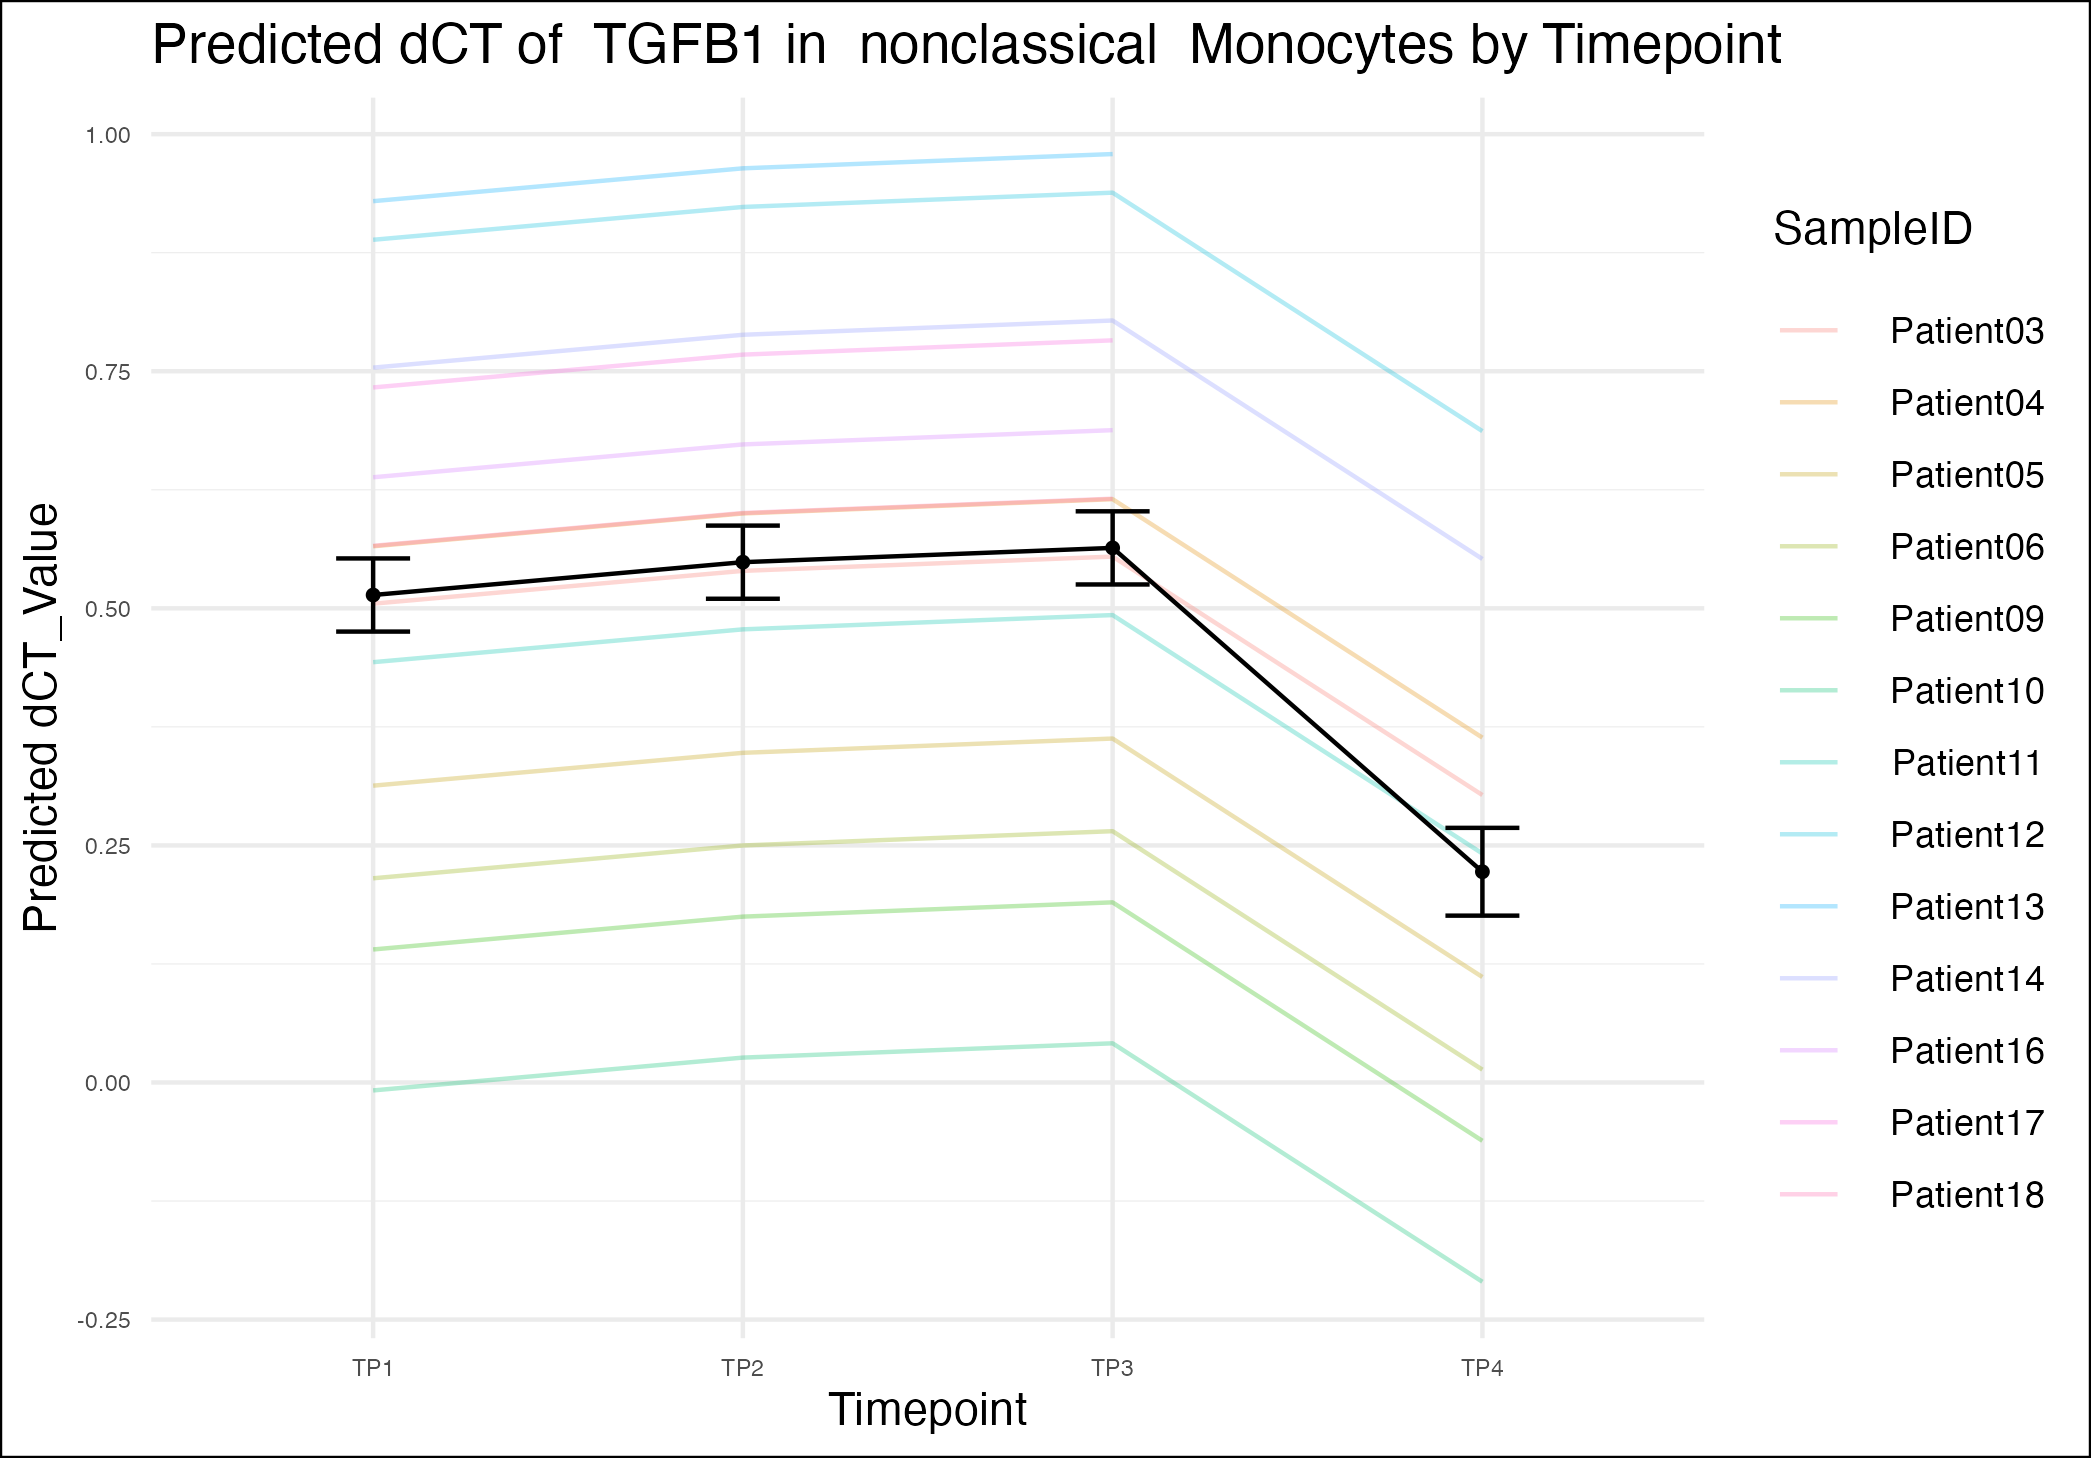 Predicted dCT of  TGFB1 in  nonclassical  Monocytes by Timepoint
Predicted dCT_Value
1.00
0.75
0.50
0.25
0.00
-0.25
TP1
TP2
TP3
TP4
Timepoint
SampleID
Patient03
Patient04
Patient05
Patient06
Patient09
Patient10
Patient11
Patient12
Patient13
Patient14
Patient16
Patient17
Patient18